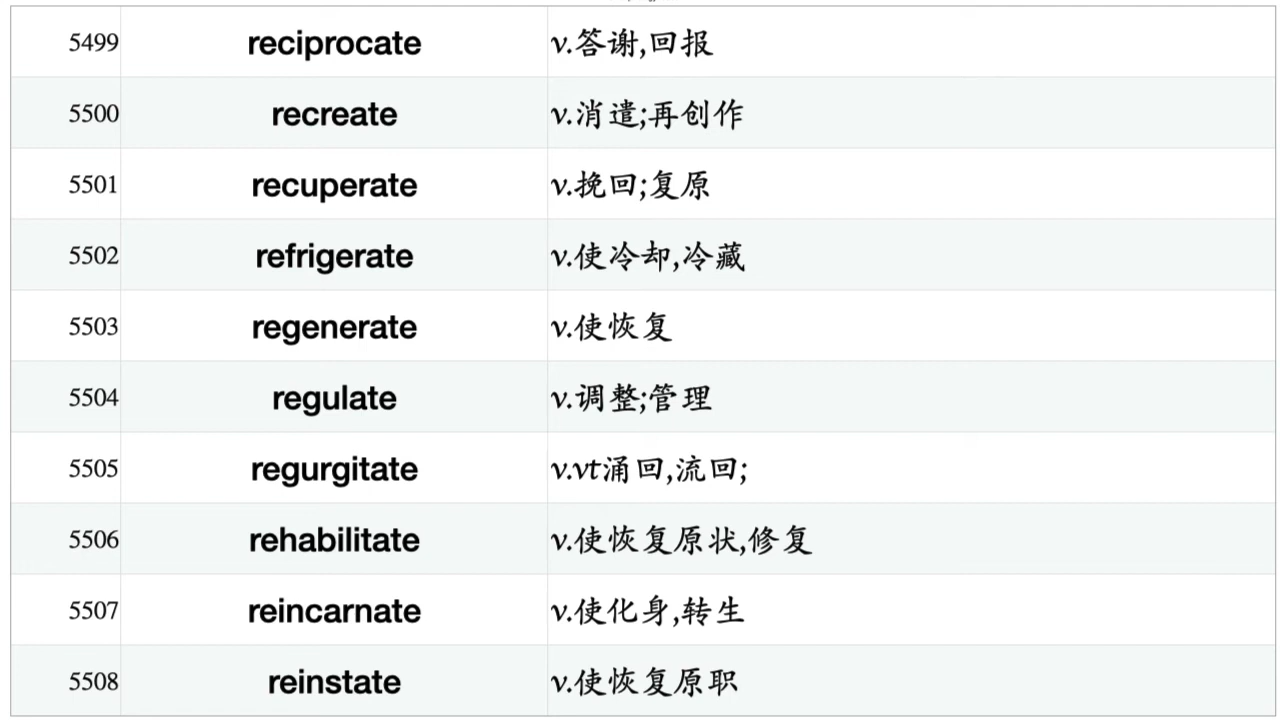 5499 reciprocate v.答谢,回报
5500 recreate v.消遣;再创作
5501 recuperate v.挽回;复原
5502 refrigerate v.使冷却,冷藏
5503 regenerate v.使恢复
5504 regulate v.调整;管理
5505 regurgitate v.vt涌回,流回;
5506 rehabilitate v.使恢复原状,修复
5507 reincarnate v.使化身,转生
5508 reinstate v.使恢复原职